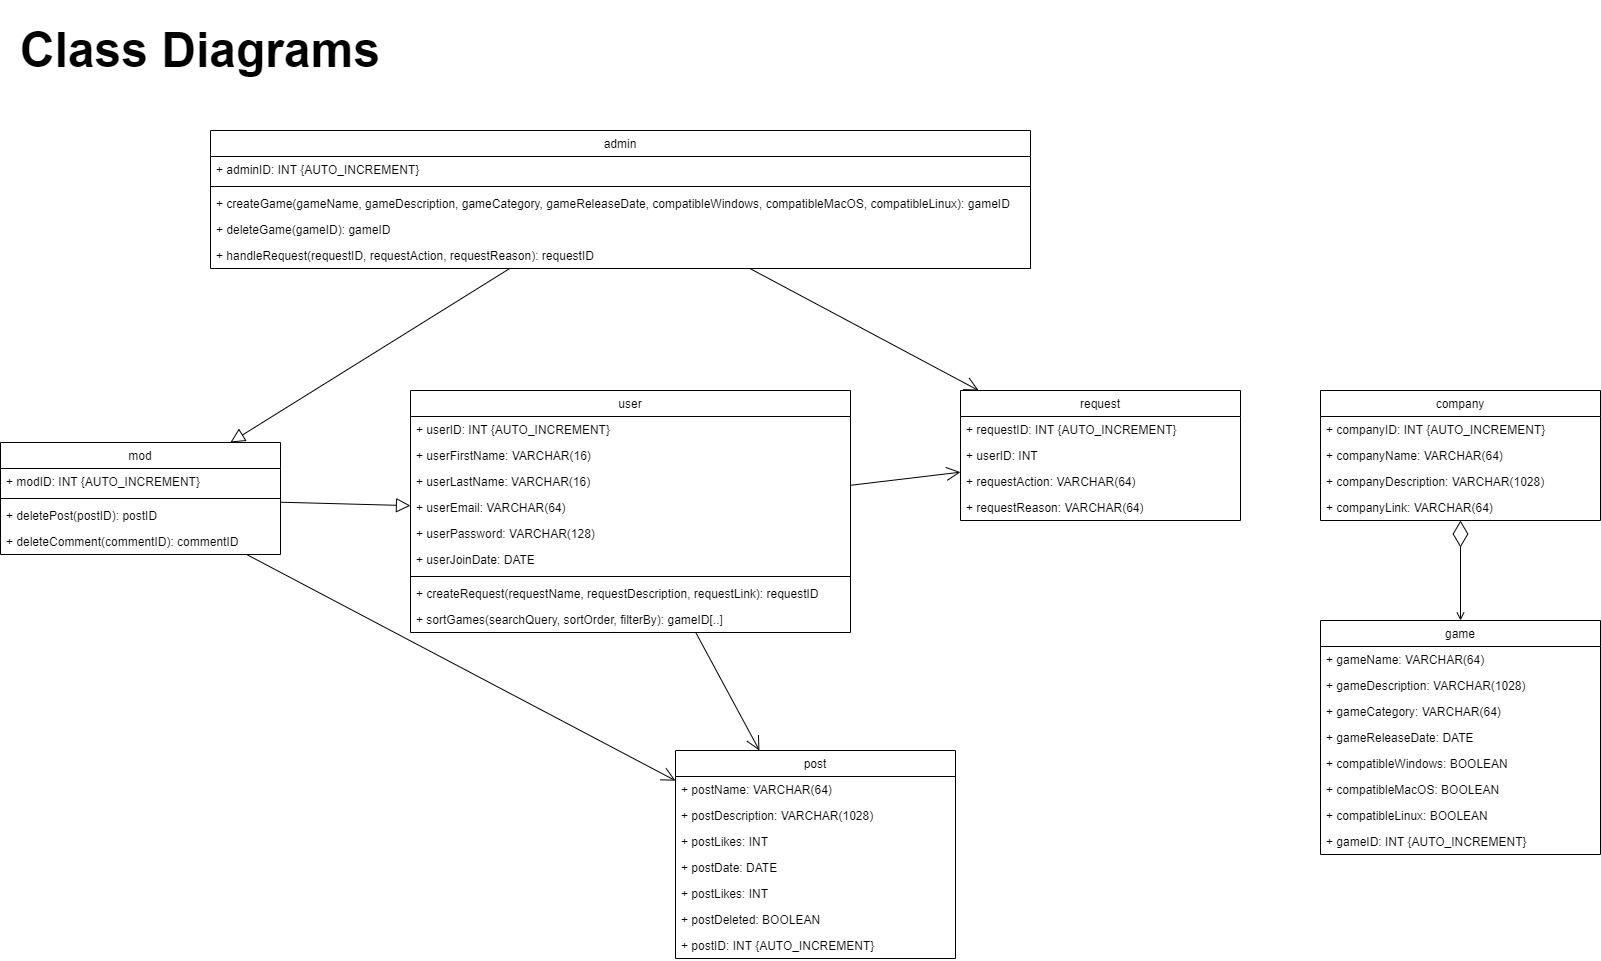 Class Diagrams
admin
+ adminID: INT {AUTO_INCREMENT}
+ createGame(gameName, gameDescription, gameCategory, gameReleaseDate, compatibleWindows, compatibleMacOS, compatibleLinux): gameID
+ deleteGame(gameID): gameID
+ handleRequest(requestID, requestAction, requestReason): requestID
mod
+ modID: INT {AUTO_INCREMENT}
+ deletePost(postID): postID
+ deleteComment(commentID): commentID
user
+ userID: INT {AUTO_INCREMENT}
+ userFirstName: VARCHAR(16)
+ userLastName: VARCHAR(16)
+ userEmail: VARCHAR(64)
+ userPassword: VARCHAR(128)
+ userJoinDate: DATE
+ createRequest(requestName, requestDescription, requestLink): requestID
+ sortGames(searchQuery, sortOrder, filterBy): gameID[..]
request
+ requestID: INT {AUTO_INCREMENT}
+ userID: INT
+ requestAction: VARCHAR(64)
+ requestReason: VARCHAR(64)
company
+ companyID: INT {AUTO_INCREMENT}
+ companyName: VARCHAR(64)
+ companyDescription: VARCHAR(1028)
+ companyLink: VARCHAR(64)
game
+ gameName: VARCHAR(64)
+ gameDescription: VARCHAR(1028)
+ gameCategory: VARCHAR(64)
+ gameReleaseDate: DATE
+ compatibleWindows: BOOLEAN
+ compatibleMacOS: BOOLEAN
+ compatibleLinux: BOOLEAN
+ gameID: INT {AUTO_INCREMENT}
post
+ postName: VARCHAR(64)
+ postDescription: VARCHAR(1028)
+ postLikes: INT
+ postDate: DATE
+ postLikes: INT
+ postDeleted: BOOLEAN
+ postID: INT {AUTO_INCREMENT}